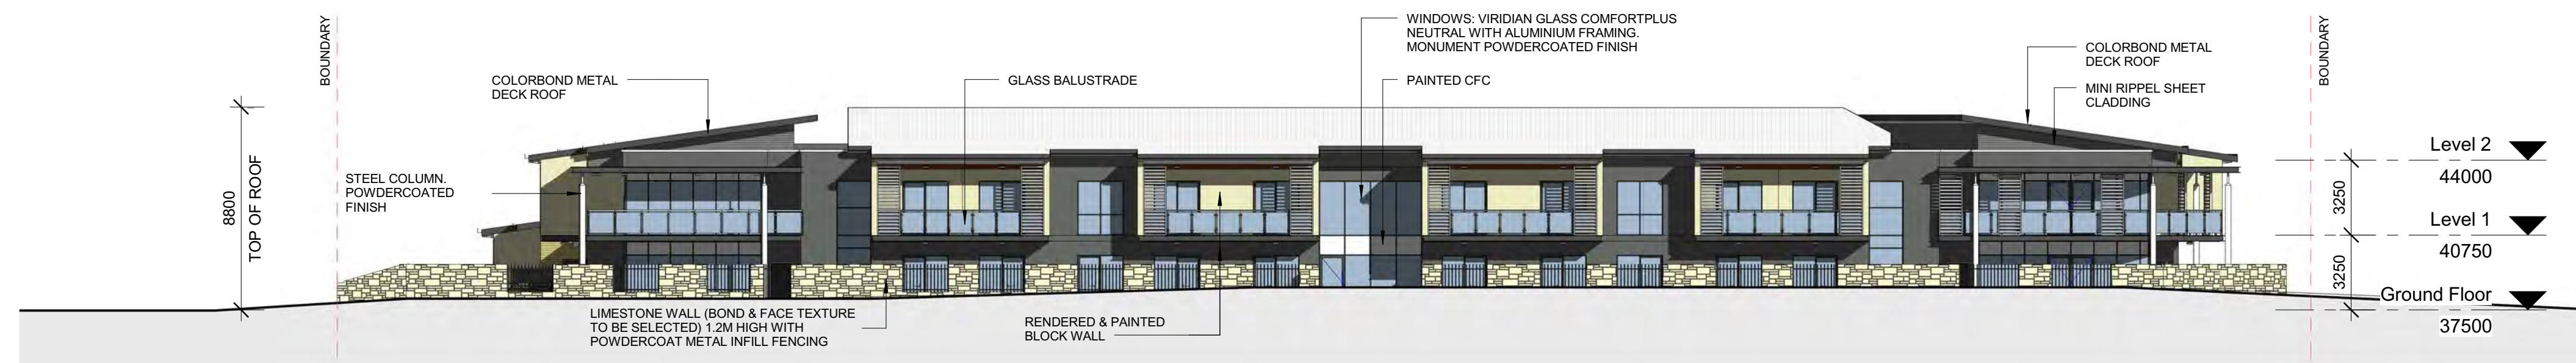 BOUNDARY
WINDOWS: VIRIDIAN GLASS COMFORTPLUS
NEUTRAL WITH ALUMINIUM FRAMING.
MONUMENT POWDERCOATED FINISH
BOUNDARY
COLORBOND METAL
DECK ROOF
COLORBOND METAL
DECK ROOF
GLASS BALUSTRADE
PAINTED CFC
MINI RIPPEL SHEET
CLADDING
8800
TOP OF ROOF
STEEL COLUMN.
POWDERCOATED
FINISH
Level 2
44000
3250
Level 1
40750
3250
Ground Floor
37500
LIMESTONE WALL (BOND & FACE TEXTURE
TO BE SELECTED) 1.2M HIGH WITH
POWDERCOAT METAL INFILL FENCING
RENDERED & PAINTED
BLOCK WALL